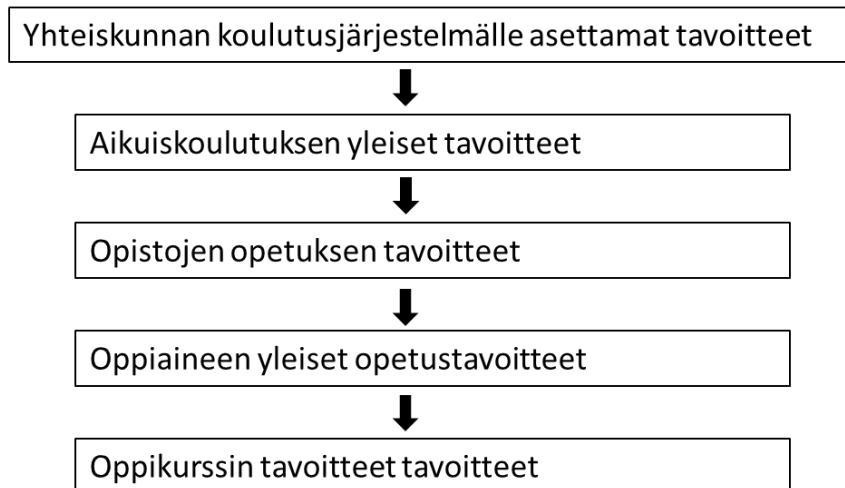 Yhteiskunnan koulutusjärjestelmälle asettamat tavoitteet
Aikuiskoulutuksen yleiset tavoitteet
Opistojen opetuksen tavoitteet
Oppiaineen yleiset opetustavoitteet
Oppikurssin tavoitteet tavoitteet